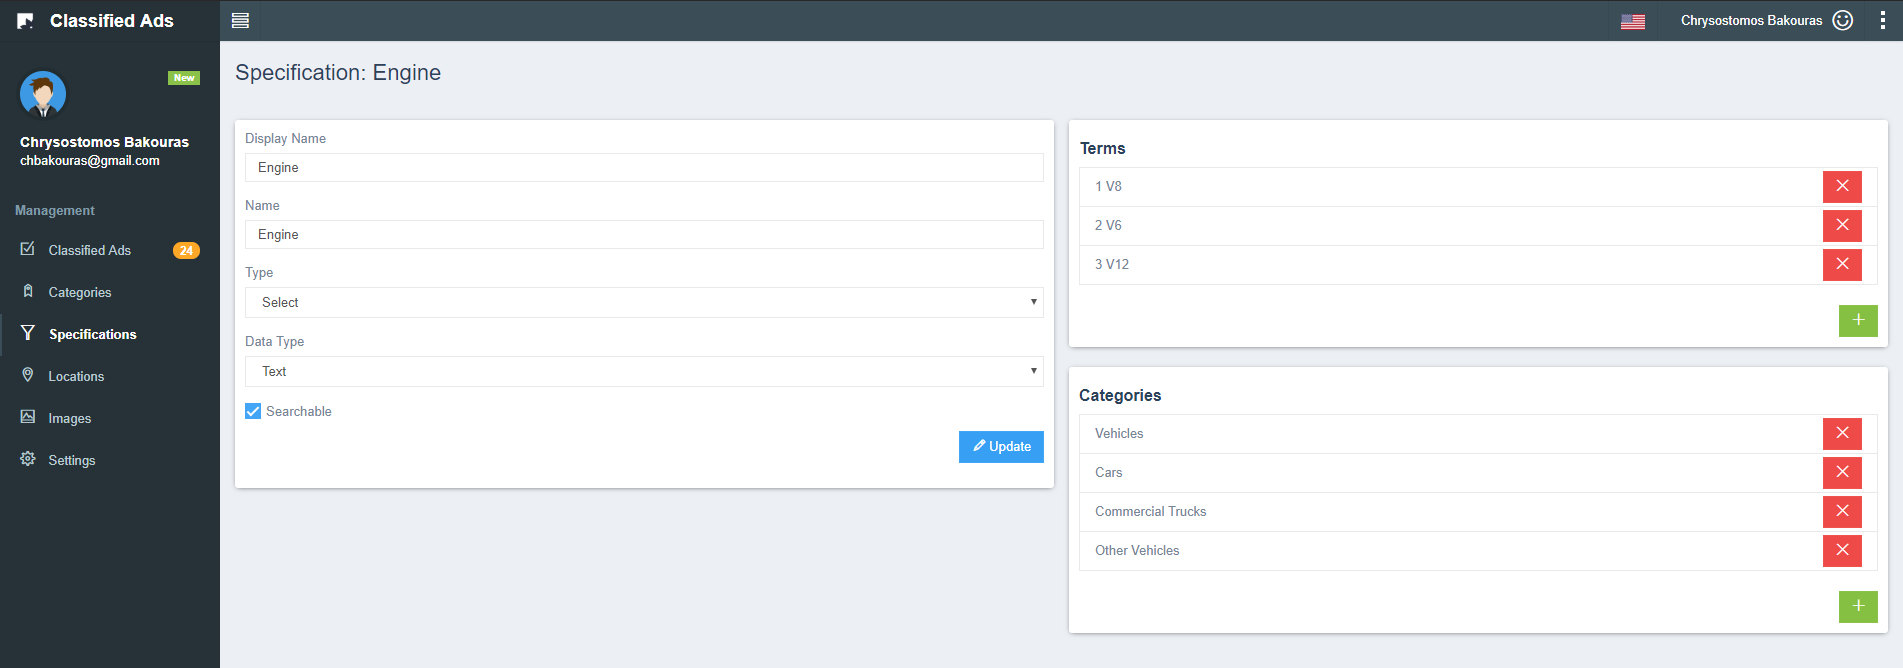 Classified Ads
Chrysostomos Bakouras
New
Chrysostomos Bakouras
chbakouras@gmail.com
Management
Classified Ads 24
Categories
Specifications
Locations
Images
Settings
Specification: Engine
Display Name
Engine
Name
Engine
Type
Select
Data Type
Text
Searchable
Update
Terms
1 V8
2 V6
3 V12
Categories
Vehicles
Cars
Commercial Trucks
Other Vehicles